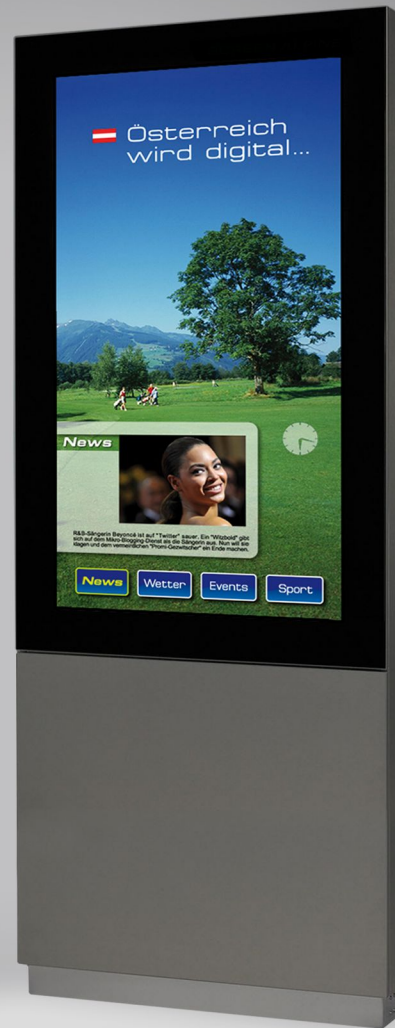 Österreich
wird digital...
News
R&B-Sängerin Beyoncé ist auf "Twitter" sauer. Ein "Witzbold" gibt
sich auf dem Mikro-Blogging-Dienst als die Sängerin aus. Nun will sie
klagen und dem vermeintlichen "Promi-Gezwitscher" ein Ende machen.
News
Wetter
Events
Sport